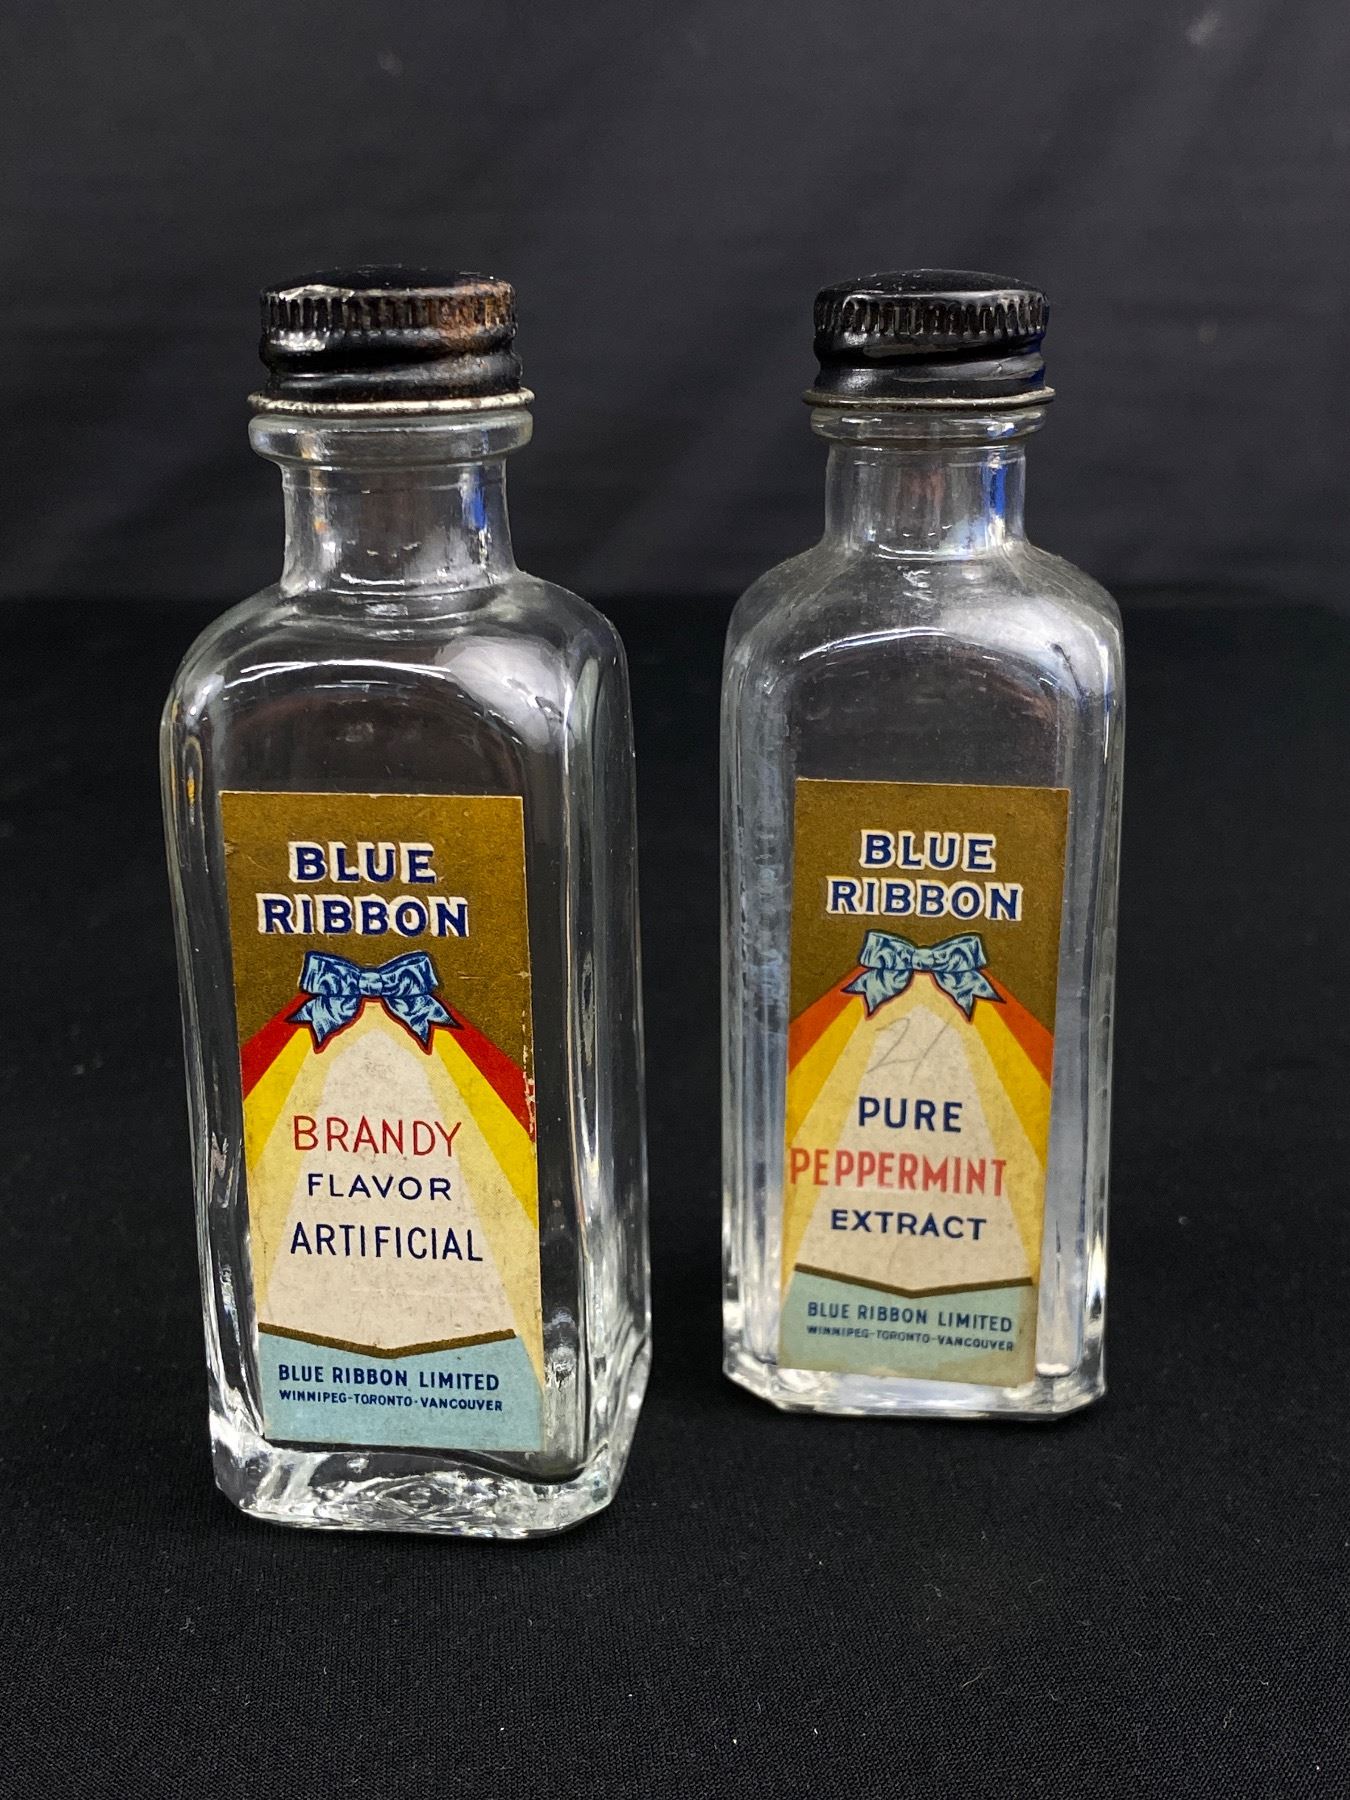 BLUE
RIBBON
BRANDY
FLAVOR
ARTIFICIAL
BLUE RIBBON LIMITED
WINNIPEG-TORONTO-VANCOUVER
BLUE
RIBBON
21
PURE
PEPPERMINT
EXTRACT
BLUE RIBBON LIMITED
WINNIPEG-TORONTO-VANCOUVER